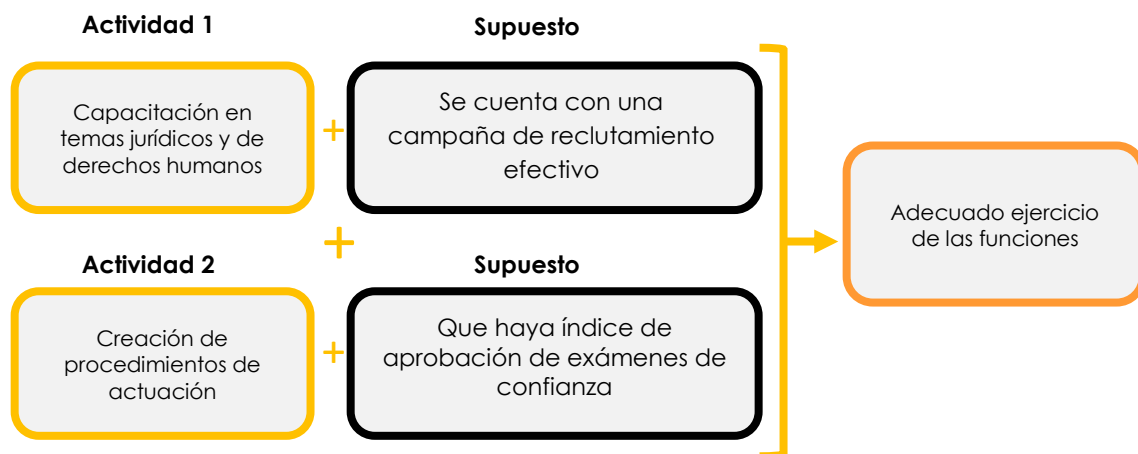 Actividad 1
Supuesto
Capacitación en
temas jurídicos y de
derechos humanos
+
Se cuenta con una
campaña de reclutamiento
efectivo
+
Actividad 2
Supuesto
Creación de
procedimientos de
actuación
+
Que haya índice de
aprobación de exámenes de
confianza
Adecuado ejercicio
de las funciones